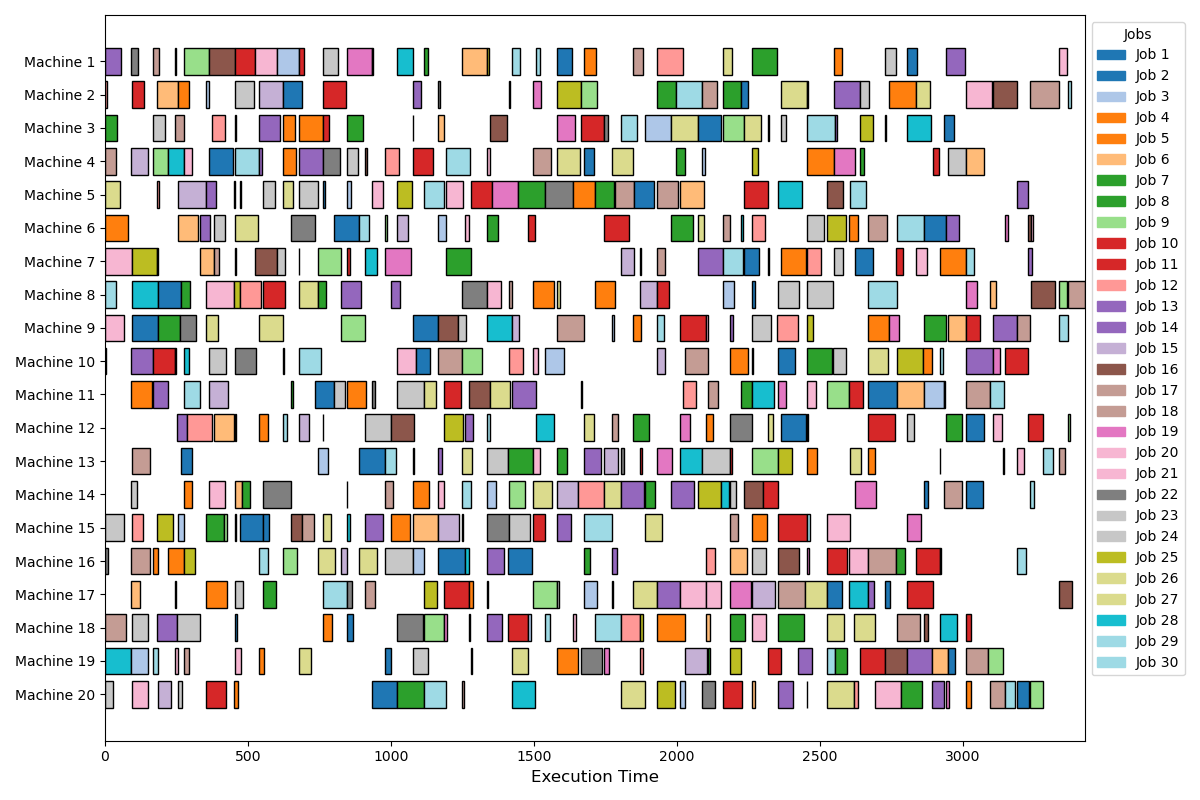 Machine 1
Machine 2
Machine 3
Machine 4
Machine 5
Machine 6
Machine 7
Machine 8
Machine 9
Machine 10
Machine 11
Machine 12
Machine 13
Machine 14
Machine 15
Machine 16
Machine 17
Machine 18
Machine 19
Machine 20
0 500 1000 1500 2000 2500 3000
Execution Time
Jobs
Job 1
Job 2
Job 3
Job 4
Job 5
Job 6
Job 7
Job 8
Job 9
Job 10
Job 11
Job 12
Job 13
Job 14
Job 15
Job 16
Job 17
Job 18
Job 19
Job 20
Job 21
Job 22
Job 23
Job 24
Job 25
Job 26
Job 27
Job 28
Job 29
Job 30